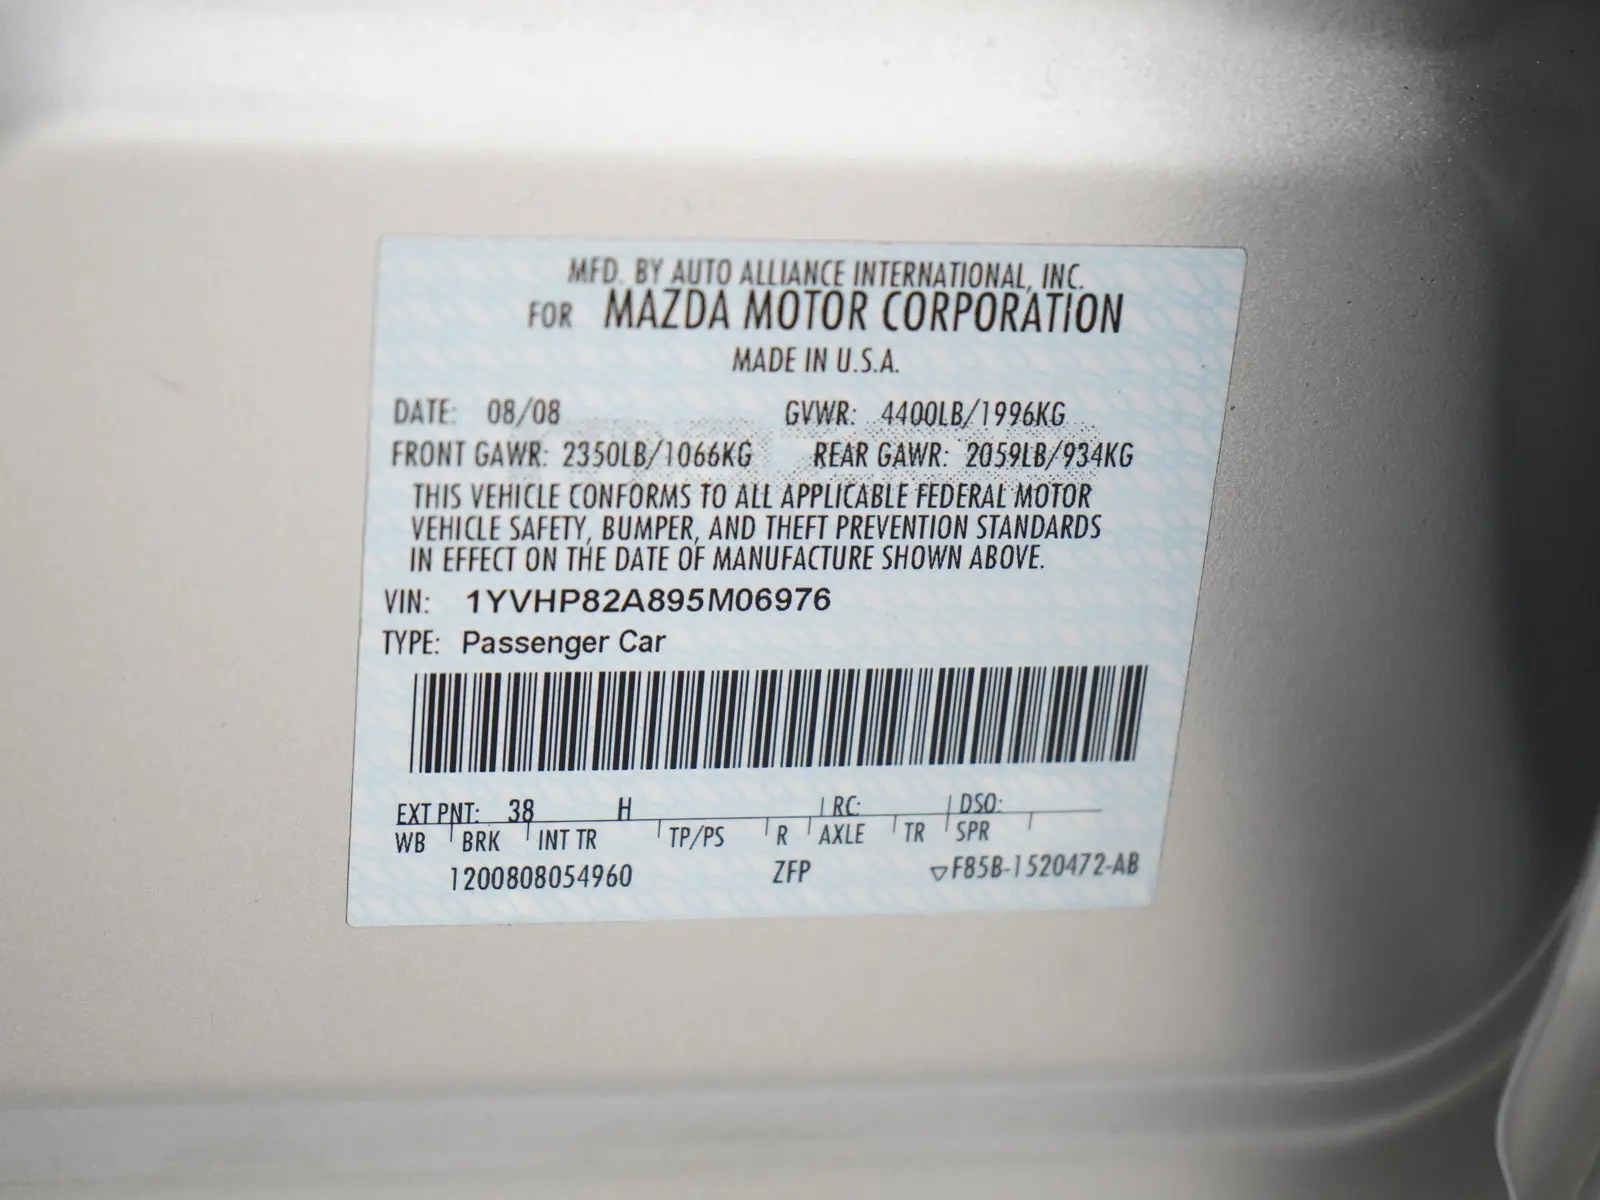 MFD. BY AUTO ALLIANCE INTERNATIONAL, INC.
FOR MAZDA MOTOR CORPORATION
MADE IN U.S.A.
DATE: 08/08 GVWR: 4400LB/1996KG
FRONT GAWR: 2350LB/1066KG REAR GAWR: 2059LB/934KG
THIS VEHICLE CONFORMS TO ALL APPLICABLE FEDERAL MOTOR
VEHICLE SAFETY, BUMPER, AND THEFT PREVENTION STANDARDS
IN EFFECT ON THE DATE OF MANUFACTURE SHOWN ABOVE.
VIN: 1YVHP82A895M06976
TYPE: Passenger Car
EXT PNT: 38 H RC: DSO:
WB BRK INT TR TP/PS R AXLE TR SPR
1200808054960 ZFP ▽F85B-1520472-AB